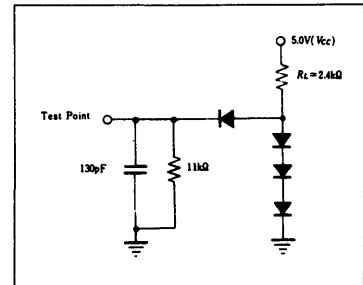 5.0V(Vcc)
RL=2.4kΩ
Test Point
130pF
11kΩ